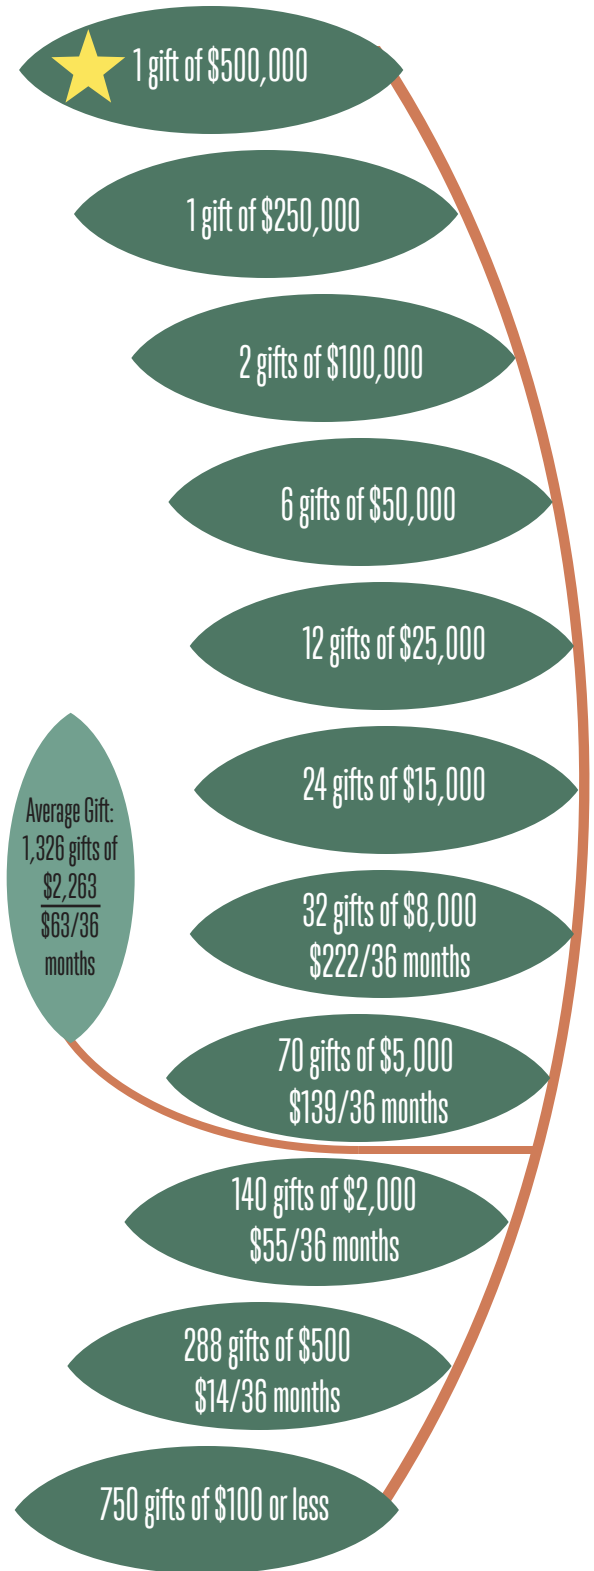 1 gift of $500,000
1 gift of $250,000
2 gifts of $100,000
6 gifts of $50,000
12 gifts of $25,000
24 gifts of $15,000
Average Gift:
1,326 gifts of
$2,263
$63/36
months
32 gifts of $8,000
$222/36 months
70 gifts of $5,000
$139/36 months
140 gifts of $2,000
$55/36 months
288 gifts of $500
$14/36 months
750 gifts of $100 or less